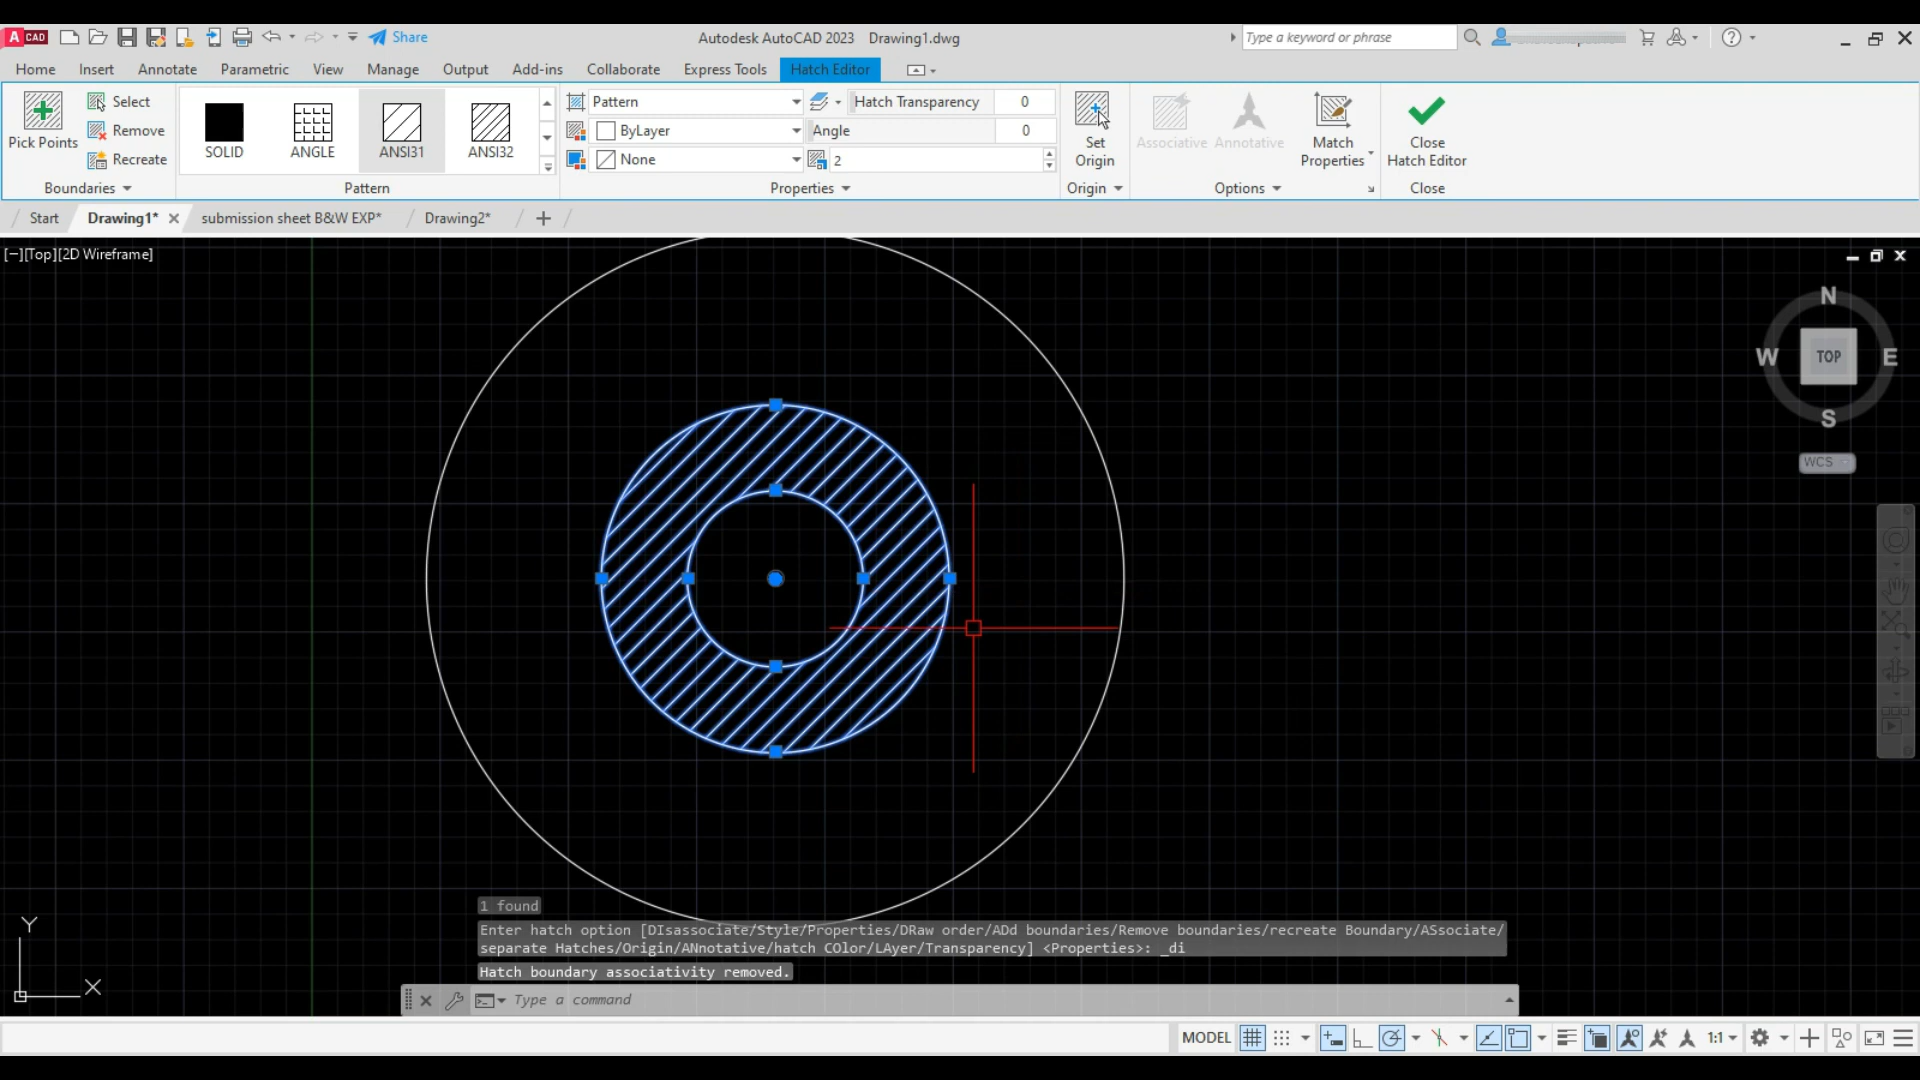 A CAD Share Autodesk AutoCAD 2023 Drawing1.dwg Type a keyword or phrase
Home Insert Annotate Parametric View Manage Output Add-ins Collaborate Express Tools Hatch Editor
Pick Points
Select
Remove
Recreate
Boundaries
SOLID ANGLE ANSI31 ANSI32
Pattern
Pattern Hatch Transparency 0
ByLayer Angle 0
None 2
Properties
Set
Origin
Origin
Associative Annotative
Match
Properties
Options
Close
Hatch Editor
Close
Start Drawing1* submission sheet B&W EXP* Drawing2*
[−][Top][2D Wireframe]
N
W TOP E
S
WCS
Y
X
1 found
Enter hatch option [DIsassociate/Style/Properties/DRaw order/ADd boundaries/Remove boundaries/recreate Boundary/ASsociate/
separate Hatches/Origin/ANnotative/hatch COlor/LAyer/Transparency] <Properties>: _di
Hatch boundary associativity removed.
Type a command
MODEL 1:1